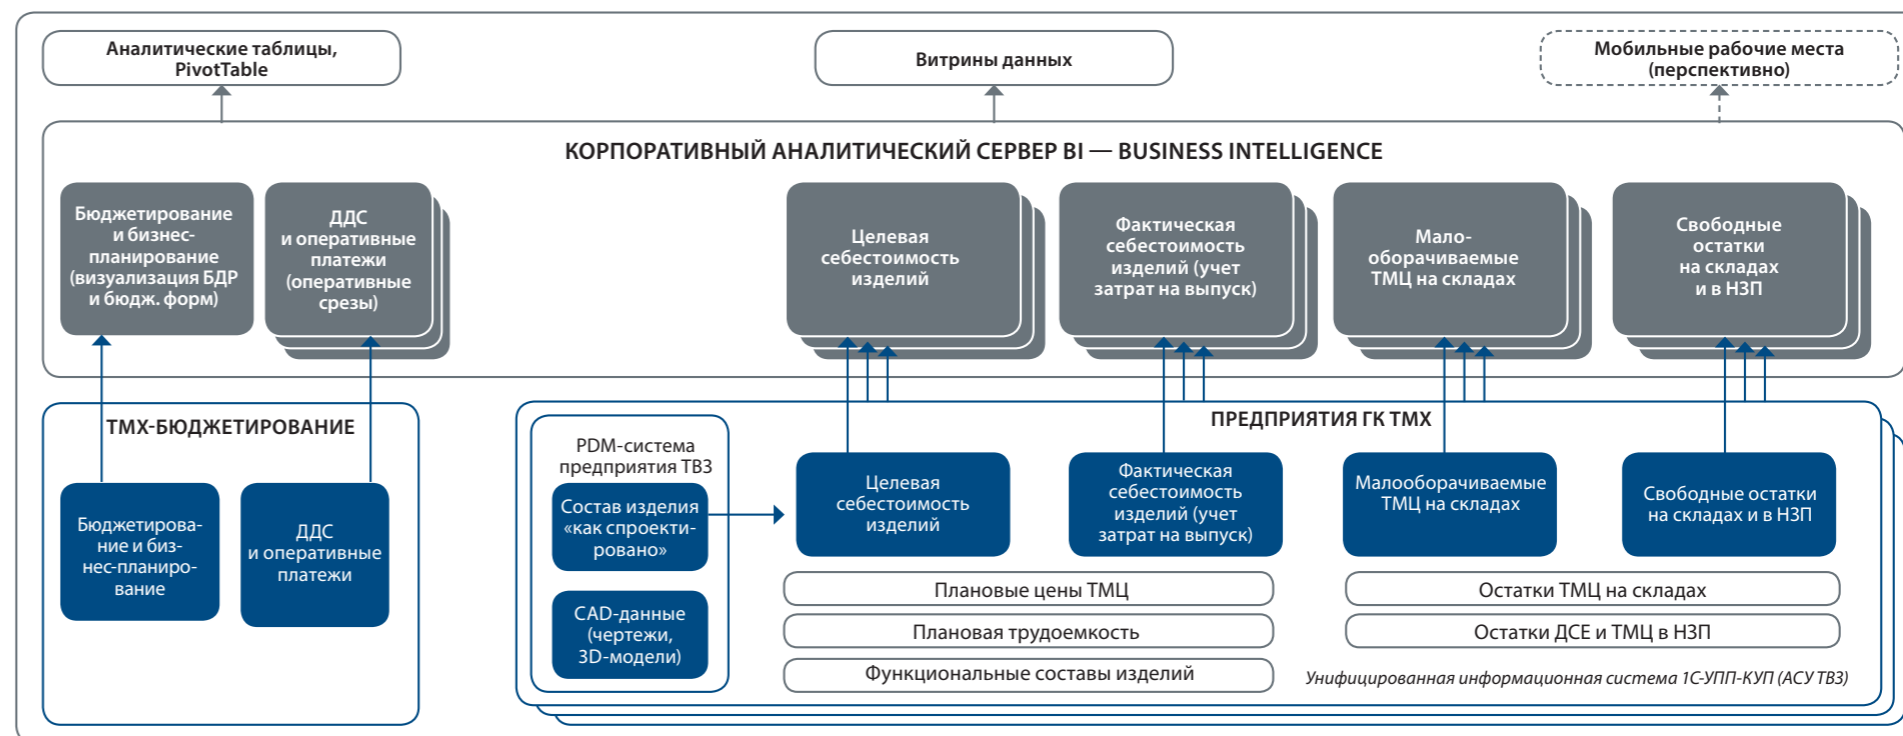 Аналитические таблицы,
PivotTable
Витрины данных
Мобильные рабочие места
(перспективно)
КОРПОРАТИВНЫЙ АНАЛИТИЧЕСКИЙ СЕРВЕР BI — BUSINESS INTELLIGENCE
Бюджетирование
и бизнес-
планирование
(визуализация БДР
и бюдж. форм)
ДДС
и оперативные
платежи
(оперативные
срезы)
Целевая
себестоимость
изделий
Фактическая
себестоимость
изделий (учет
затрат на выпуск)
Мало-
оборачиваемые
ТМЦ на складах
Свободные
остатки
на складах
и в НЗП
ТМХ-БЮДЖЕТИРОВАНИЕ
Бюджетирова-
ние и биз-
нес-планиро-
вание
ДДС
и оперативные
платежи
ПРЕДПРИЯТИЯ ГК ТМХ
PDM-система
предприятия ТВЗ
Состав изделия
«как спроекти-
ровано»
CAD-данные
(чертежи,
3D-модели)
Целевая
себестоимость
изделий
Фактическая
себестоимость
изделий (учет
затрат на выпуск)
Малооборачиваемые
ТМЦ на складах
Свободные остатки
на складах и в НЗП
Плановые цены ТМЦ
Плановая трудоемкость
Функциональные составы изделий
Остатки ТМЦ на складах
Остатки ДСЕ и ТМЦ в НЗП
Унифицированная информационная система 1С-УПП-КУП (АСУ ТВЗ)